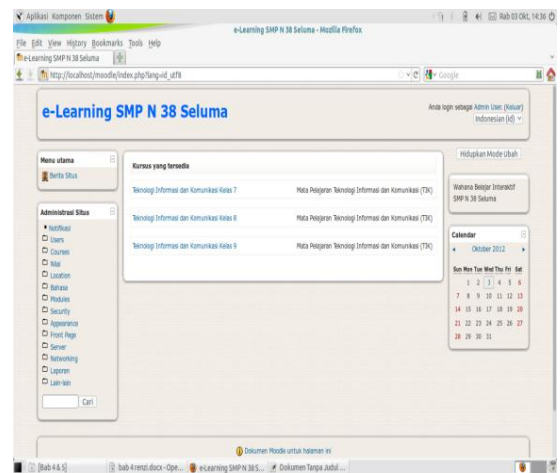 Aplikasi Komponen Sistem
Rab 03 Okt, 14:36
e-Learning SMP N 38 Seluma - Mozilla Firefox
File Edit View History Bookmarks Tools Help
e-Learning SMP N 38 Seluma
http://localhost/moodle/index.php?lang=id_utf8
Google
e-Learning SMP N 38 Seluma
Anda login sebagai Admin User. (Keluar)
Indonesian (id)
Hidupkan Mode Ubah
Menu utama
Berita Situs
Administrasi Situs
Notifikasi
Users
Courses
Nilai
Location
Bahasa
Modules
Security
Appearance
Front Page
Server
Networking
Laporan
Lain-lain
Cari
Kursus yang tersedia
Teknologi Informasi dan Komunikasi Kelas 7 Mata Pelajaran Teknologi Informasi dan Komunikasi (TIK)
Teknologi Informasi dan Komunikasi Kelas 8 Mata Pelajaran Teknologi Informasi dan Komunikasi (TIK)
Teknologi Informasi dan Komunikasi Kelas 9 Mata Pelajaran Teknologi Informasi dan Komunikasi (TIK)
Wahana Belajar Interaktif
SMP N 38 Seluma
Calendar
Oktober 2012
Sun Mon Tue Wed Thu Fri Sat
1 2 3 4 5 6
7 8 9 10 11 12 13
14 15 16 17 18 19 20
21 22 23 24 25 26 27
28 29 30 31
Dokumen Moodle untuk halaman ini
[Bab 4 & 5] bab 4 renzi.docx - Ope... e-Learning SMP N 38 S... Dokumen Tanpa Judul ...